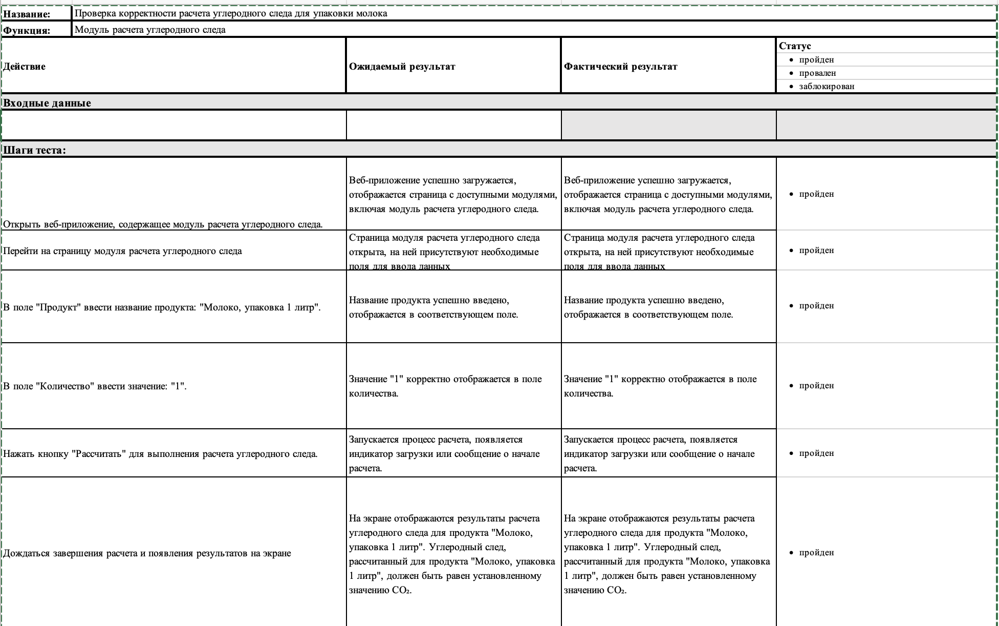 Название:
Проверка корректности расчета углеродного следа для упаковки молока
Функция:
Модуль расчета углеродного следа
Действие
Ожидаемый результат
Фактический результат
Статус
• пройден
• провален
• заблокирован
Входные данные
Шаги теста:
Открыть веб-приложение, содержащее модуль расчета углеродного следа.
Веб-приложение успешно загружается,
отображается страница с доступными модулями,
включая модуль расчета углеродного следа.
Веб-приложение успешно загружается,
отображается страница с доступными модулями,
включая модуль расчета углеродного следа.
• пройден
Перейти на страницу модуля расчета углеродного следа
Страница модуля расчета углеродного следа
открыта, на ней присутствуют необходимые
поля для ввода данных
Страница модуля расчета углеродного следа
открыта, на ней присутствуют необходимые
поля для ввода данных
• пройден
В поле "Продукт" ввести название продукта: "Молоко, упаковка 1 литр".
Название продукта успешно введено,
отображается в соответствующем поле.
Название продукта успешно введено,
отображается в соответствующем поле.
• пройден
В поле "Количество" ввести значение: "1".
Значение "1" корректно отображается в поле
количества.
Значение "1" корректно отображается в поле
количества.
• пройден
Нажать кнопку "Рассчитать" для выполнения расчета углеродного следа.
Запускается процесс расчета, появляется
индикатор загрузки или сообщение о начале
расчета.
Запускается процесс расчета, появляется
индикатор загрузки или сообщение о начале
расчета.
• пройден
Дождаться завершения расчета и появления результатов на экране
На экране отображаются результаты расчета
углеродного следа для продукта "Молоко,
упаковка 1 литр". Углеродный след,
рассчитанный для продукта "Молоко, упаковка
1 литр", должен быть равен установленному
значению CO₂.
На экране отображаются результаты расчета
углеродного следа для продукта "Молоко,
упаковка 1 литр". Углеродный след,
рассчитанный для продукта "Молоко, упаковка
1 литр", должен быть равен установленному
значению CO₂.
• пройден